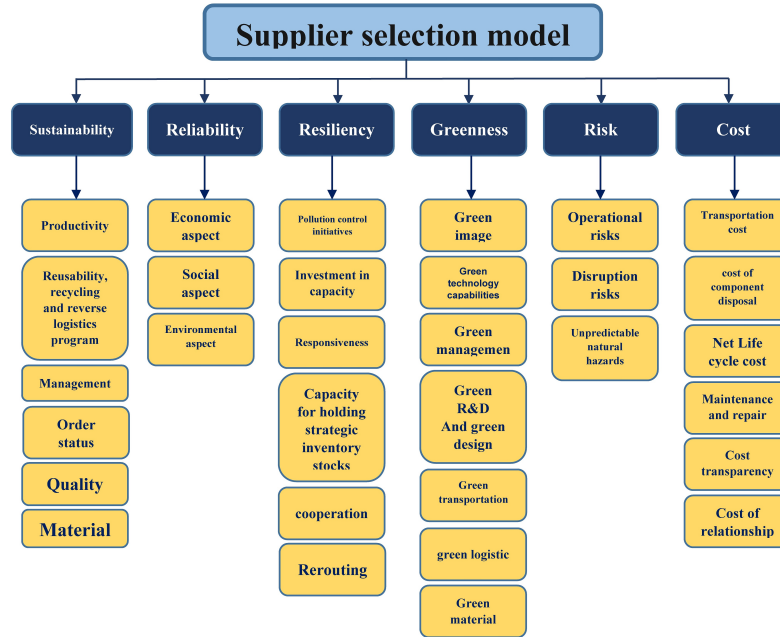 Supplier selection model
Sustainability
Reliability
Resiliency
Greenness
Risk
Cost
Productivity
Reusability,
recycling
and reverse
logistics
program
Management
Order
status
Quality
Material
Economic
aspect
Social
aspect
Environmental
aspect
Pollution control
initiatives
Investment in
capacity
Responsiveness
Capacity
for holding
strategic
inventory
stocks
cooperation
Rerouting
Green
image
Green
technology
capabilities
Green
managemen
Green
R&D
And green
design
Green
transportation
green logistic
Green
material
Operational
risks
Disruption
risks
Unpredictable
natural
hazards
Transportation
cost
cost of
component
disposal
Net Life
cycle cost
Maintenance
and repair
Cost
transparency
Cost of
relationship